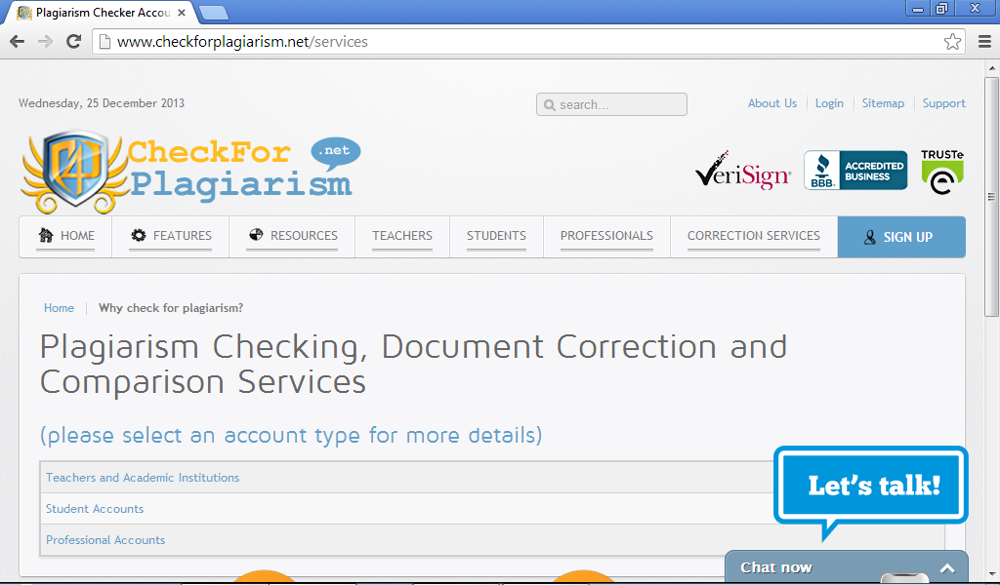 Plagiarism Checker Accou
www.checkforplagiarism.net/services
Wednesday, 25 December 2013
search...
About Us Login Sitemap Support
CheckFor .net
Plagiarism
VeriSign
BBB. ACCREDITED BUSINESS
TRUSTe
HOME FEATURES RESOURCES TEACHERS STUDENTS PROFESSIONALS CORRECTION SERVICES SIGN UP
Home Why check for plagiarism?
Plagiarism Checking, Document Correction and
Comparison Services
(please select an account type for more details)
Teachers and Academic Institutions
Let's talk!
Student Accounts
Professional Accounts
Chat now